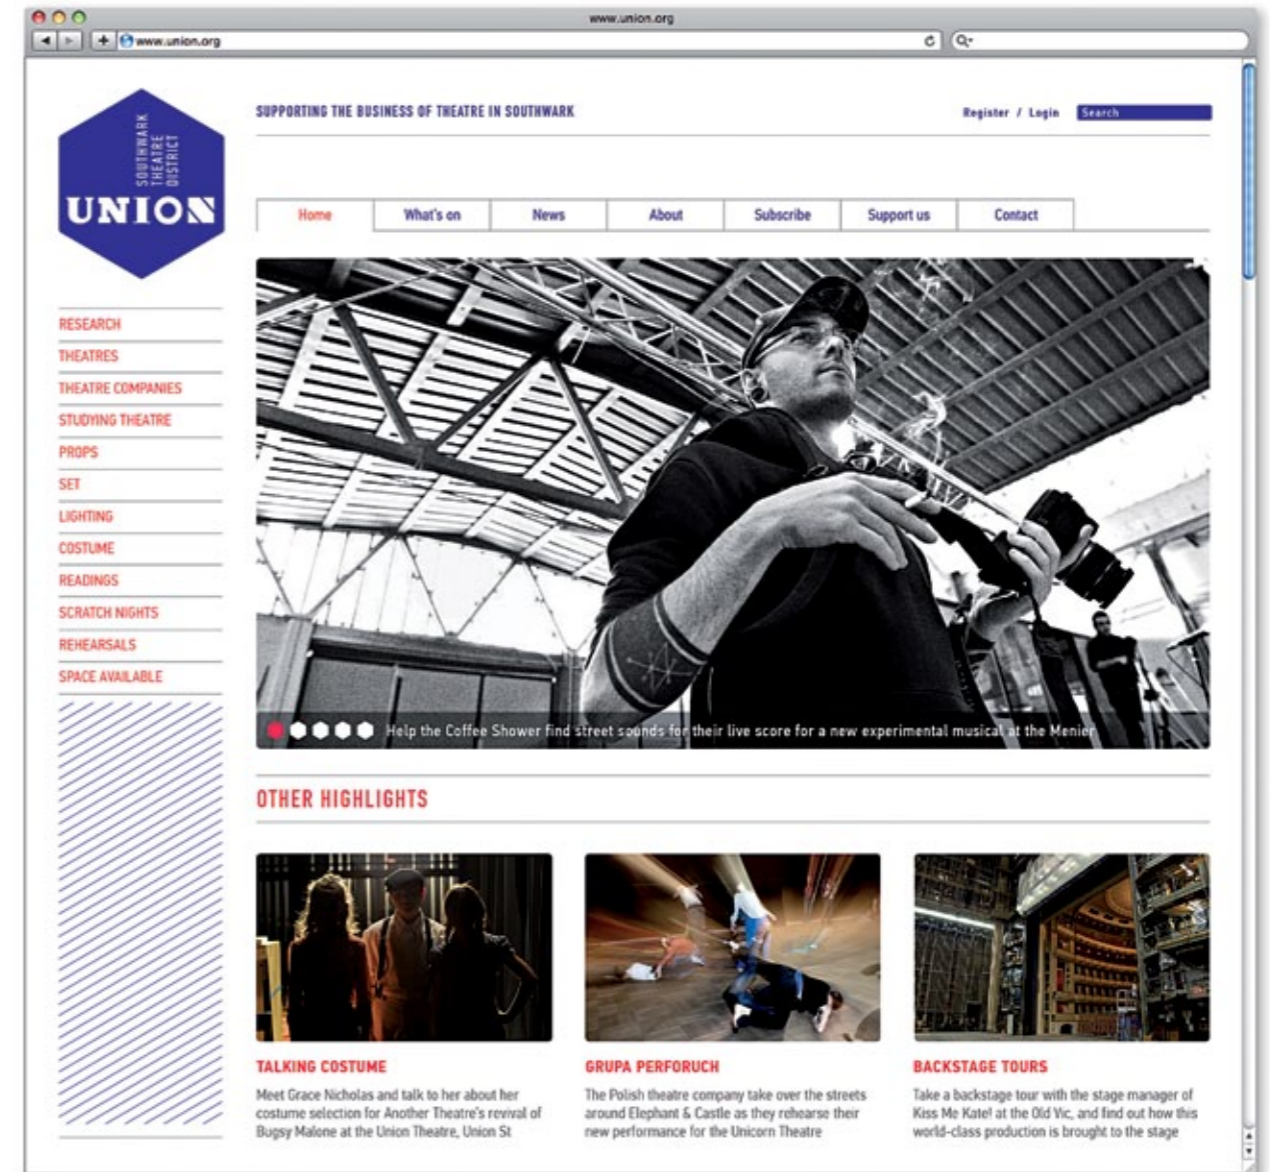 www.union.org
www.union.org
SUPPORTING THE BUSINESS OF THEATRE IN SOUTHWARK
Register / Login
Search
SOUTHWARK
THEATRE
DISTRICT
UNION
Home
What's on
News
About
Subscribe
Support us
Contact
RESEARCH
THEATRES
THEATRE COMPANIES
STUDYING THEATRE
PROPS
SET
LIGHTING
COSTUME
READINGS
SCRATCH NIGHTS
REHEARSALS
SPACE AVAILABLE
Help the Coffee Shower find street sounds for their live score for a new experimental musical at the Menier
OTHER HIGHLIGHTS
TALKING COSTUME
Meet Grace Nicholas and talk to her about her
costume selection for Another Theatre's revival of
Bugsy Malone at the Union Theatre, Union St
GRUPA PERFORUCH
The Polish theatre company take over the streets
around Elephant & Castle as they rehearse their
new performance for the Unicorn Theatre
BACKSTAGE TOURS
Take a backstage tour with the stage manager of
Kiss Me Kate! at the Old Vic, and find out how this
world-class production is brought to the stage